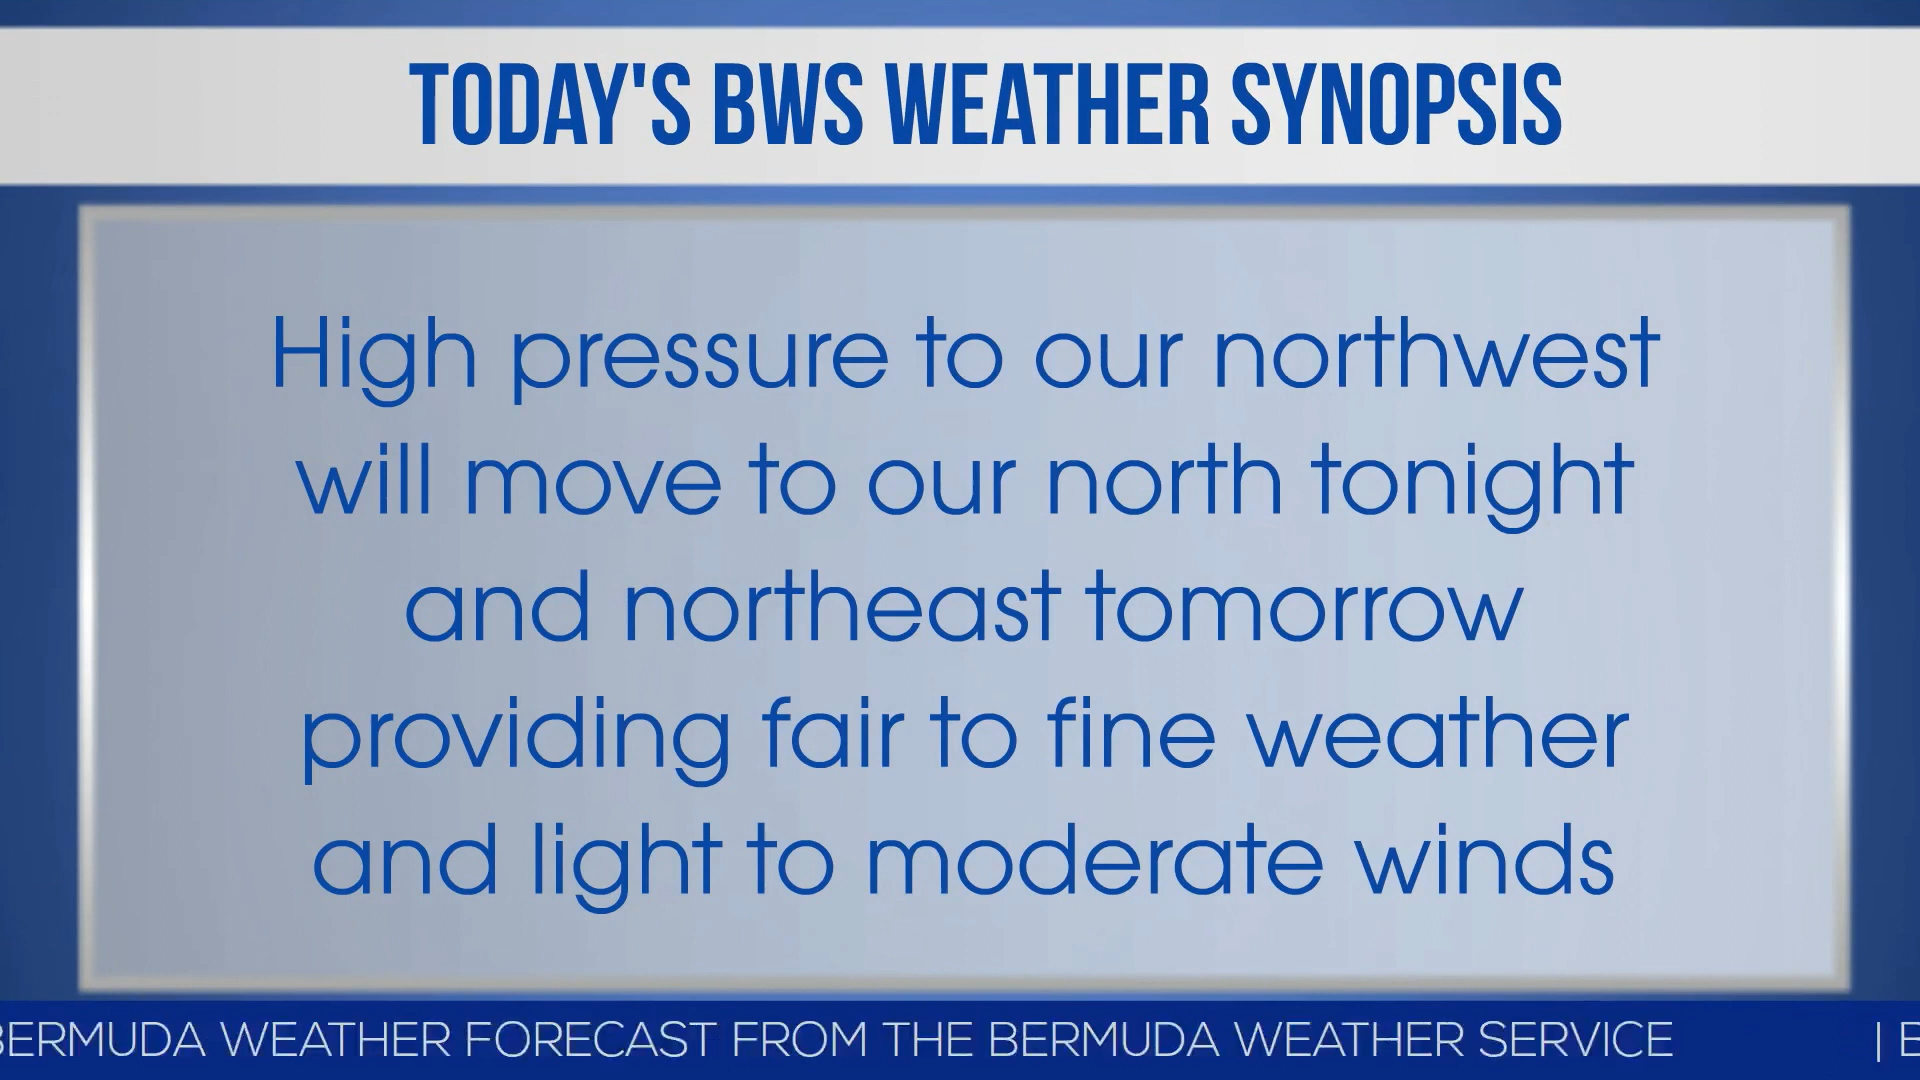 TODAY'S BWS WEATHER SYNOPSIS
High pressure to our northwest
will move to our north tonight
and northeast tomorrow
providing fair to fine weather
and light to moderate winds
BERMUDA WEATHER FORECAST FROM THE BERMUDA WEATHER SERVICE | B